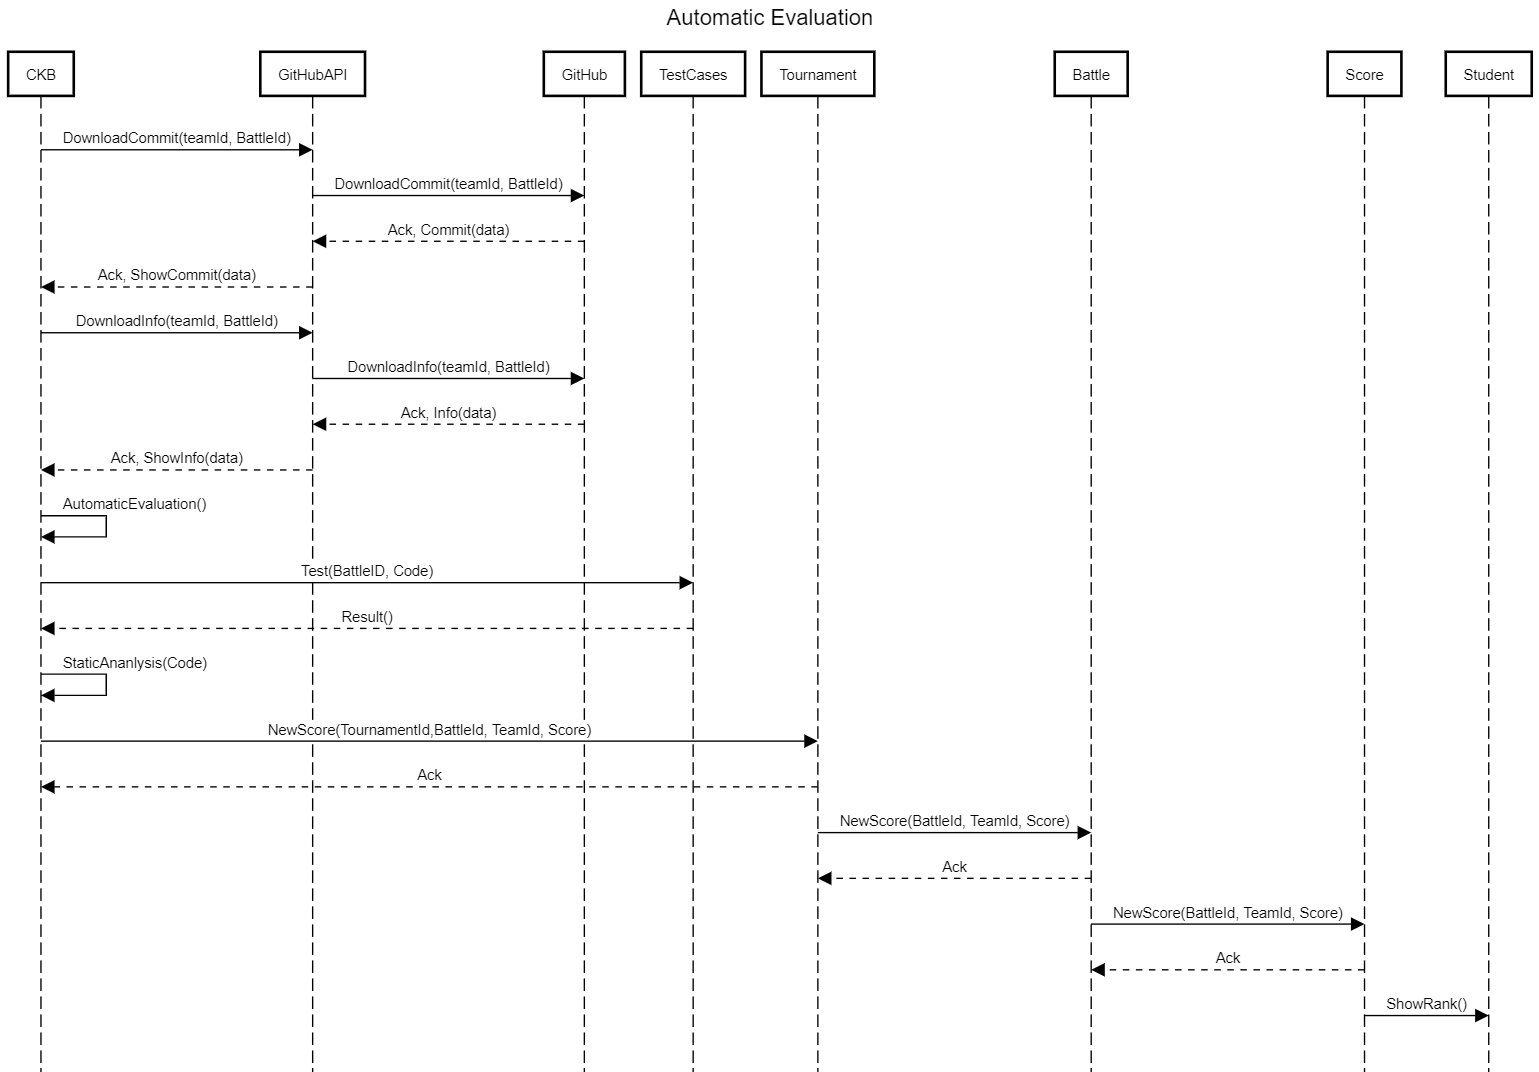 Automatic Evaluation
CKB
GitHubAPI
GitHub
TestCases
Tournament
Battle
Score
Student
DownloadCommit(teamId, BattleId)
DownloadCommit(teamId, BattleId)
Ack, Commit(data)
Ack, ShowCommit(data)
DownloadInfo(teamId, BattleId)
DownloadInfo(teamId, BattleId)
Ack, Info(data)
Ack, ShowInfo(data)
AutomaticEvaluation()
Test(BattleID, Code)
Result()
StaticAnanlysis(Code)
NewScore(TournamentId,BattleId, TeamId, Score)
Ack
NewScore(BattleId, TeamId, Score)
Ack
NewScore(BattleId, TeamId, Score)
Ack
ShowRank()